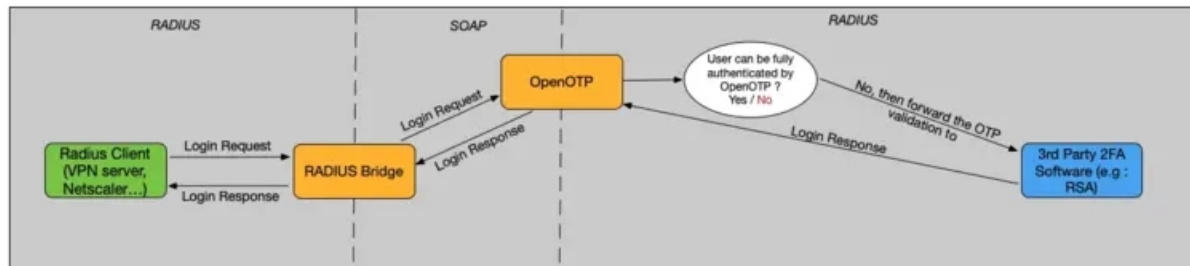 RADIUS
SOAP
RADIUS
User can be fully
authenticated by
OpenOTP ?
Yes / No
OpenOTP
No, then forward the OTP
validation to
Login Request
Login Response
Login Response
Radius Client
(VPN server,
Netscaler...)
Login Request
Login Response
RADIUS Bridge
3rd Party 2FA
Software (e.g :
RSA)